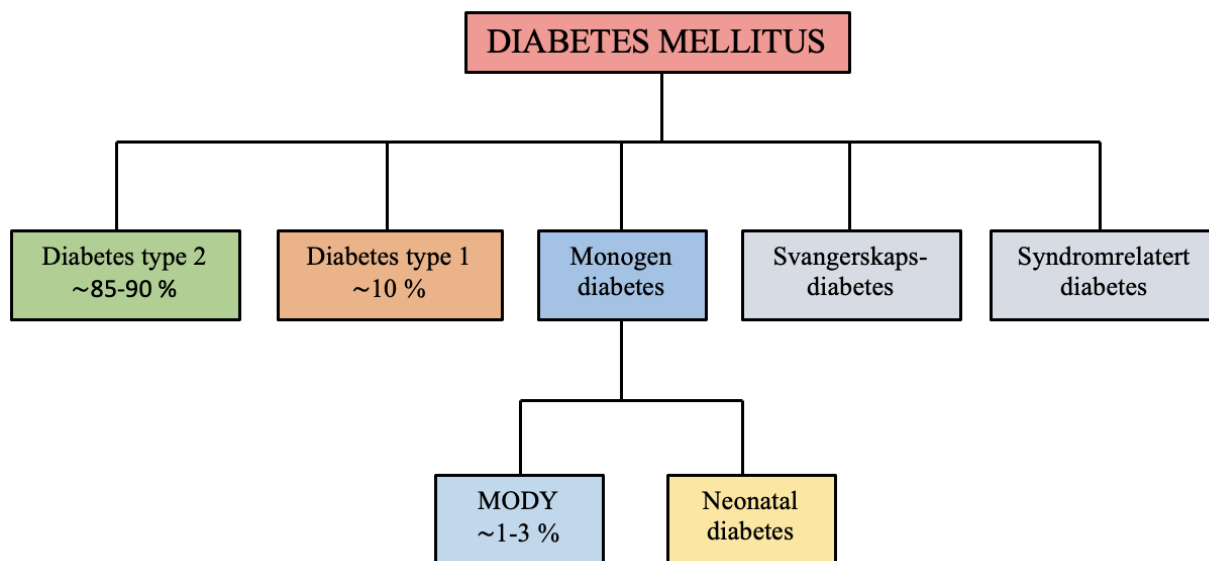 DIABETES MELLITUS
Diabetes type 2
~85-90 %
Diabetes type 1
~10 %
Monogen
diabetes
Svangerskaps-
diabetes
Syndromrelatert
diabetes
MODY
~1-3 %
Neonatal
diabetes